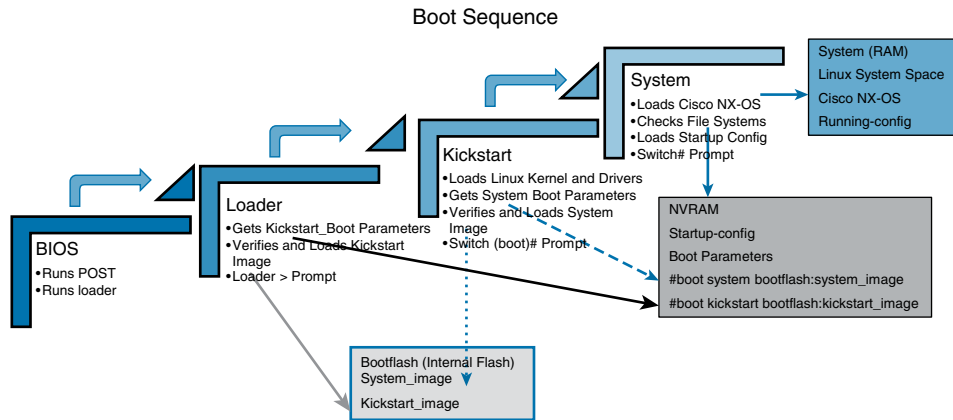 Boot Sequence
System
•Loads Cisco NX-OS
•Checks File Systems
•Loads Startup Config
•Switch# Prompt
System (RAM)
Linux System Space
Cisco NX-OS
Running-config
Kickstart
•Loads Linux Kernel and Drivers
•Gets System Boot Parameters
•Verifies and Loads System
Image
•Switch (boot)# Prompt
Loader
•Gets Kickstart_Boot Parameters
•Verifies and Loads Kickstart
Image
•Loader > Prompt
BIOS
•Runs POST
•Runs loader
NVRAM
Startup-config
Boot Parameters
#boot system bootflash:system_image
#boot kickstart bootflash:kickstart_image
Bootflash (Internal Flash)
System_image
Kickstart_image